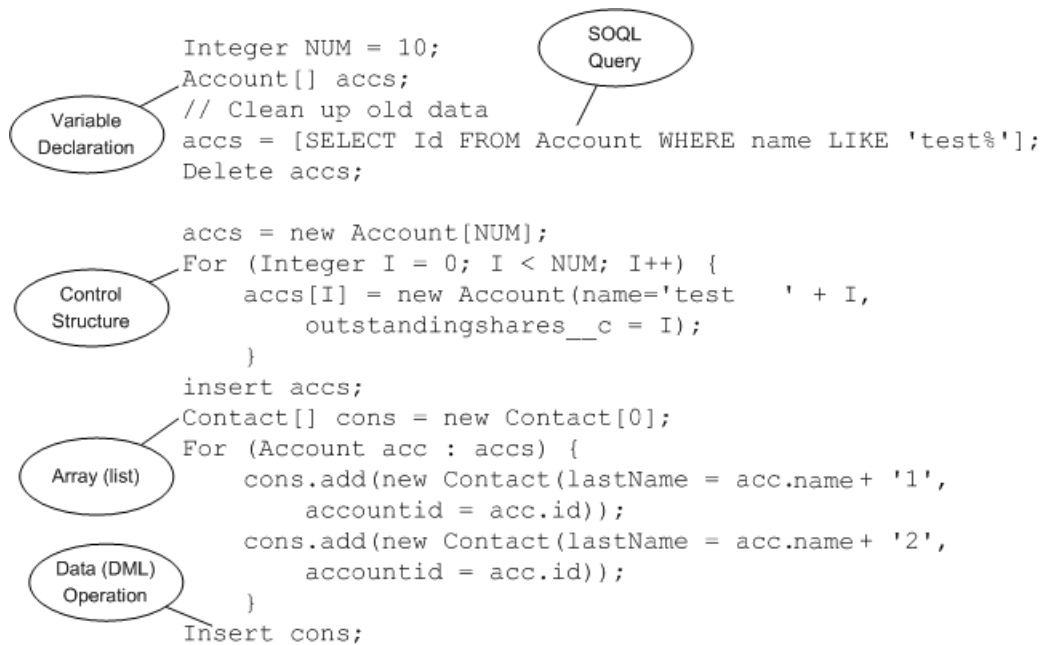 SOQL
Query
Integer NUM = 10;
Account[] accs;
// Clean up old data
Variable
Declaration
accs = [SELECT Id FROM Account WHERE name LIKE 'test%'];
Delete accs;
accs = new Account[NUM];
For (Integer I = 0; I < NUM; I++) {
Control
Structure
accs[I] = new Account(name='test   ' + I,
outstandingshares__c = I);
}
insert accs;
Contact[] cons = new Contact[0];
For (Account acc : accs) {
Array (list)
cons.add(new Contact(lastName = acc.name + '1',
accountid = acc.id));
cons.add(new Contact(lastName = acc.name + '2',
accountid = acc.id));
Data (DML)
Operation
}
Insert cons;